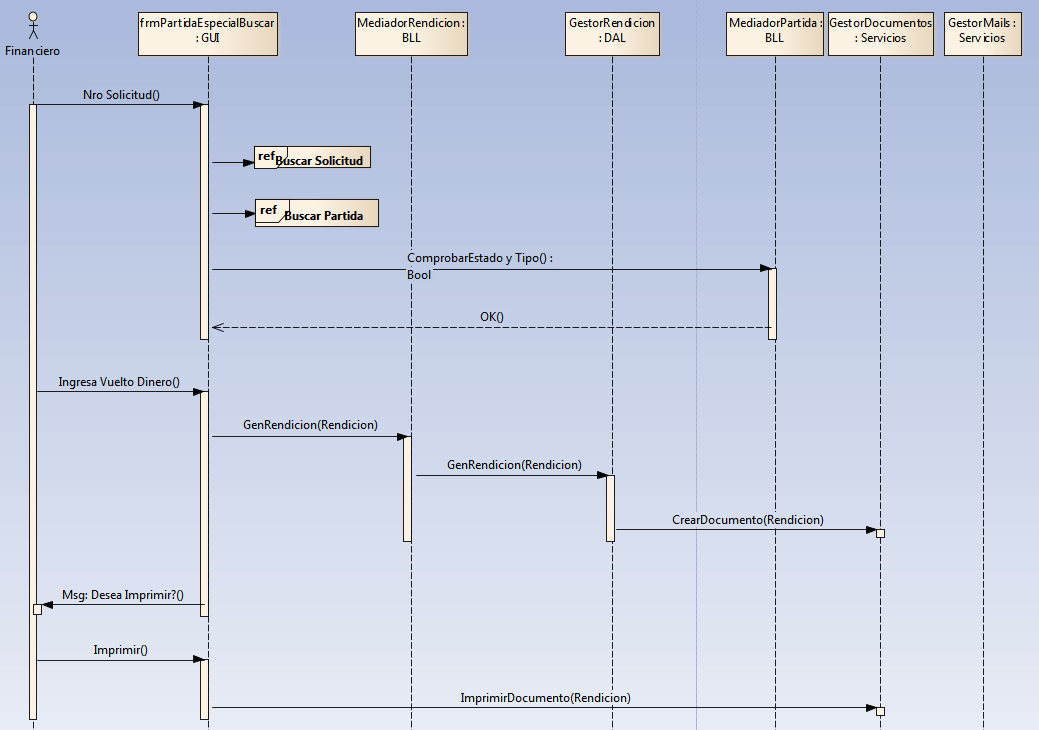 frmPartidaEspecialBuscar
: GUI
MediadorRendicion :
BLL
GestorRendicion
: DAL
MediadorPartida :
BLL
GestorDocumentos
: Servicios
GestorMails :
Servicios
Financiero
Nro Solicitud()
ref
Buscar Solicitud
ref
Buscar Partida
ComprobarEstado y Tipo() :
Bool
OK()
Ingresa Vuelto Dinero()
GenRendicion(Rendicion)
GenRendicion(Rendicion)
CrearDocumento(Rendicion)
Msg: Desea Imprimir?()
Imprimir()
ImprimirDocumento(Rendicion)